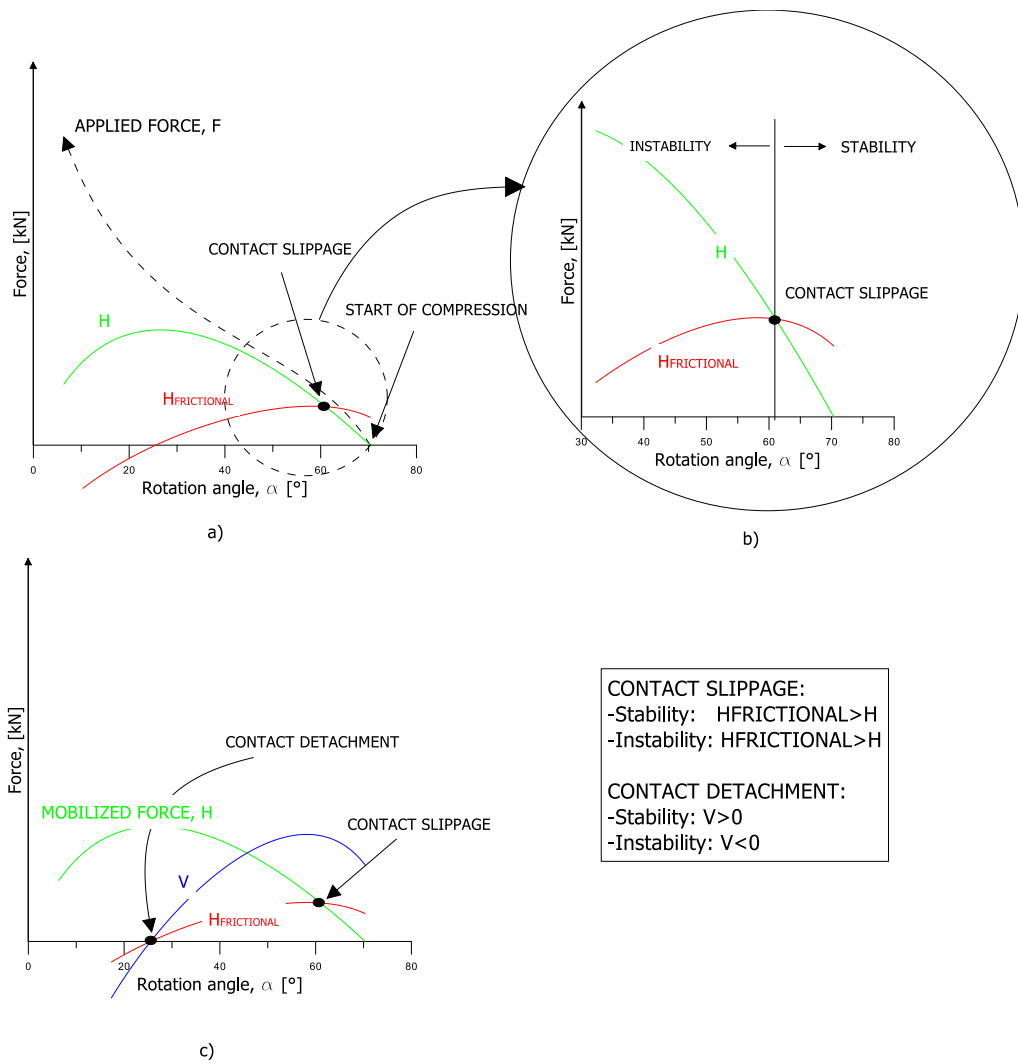 APPLIED FORCE, F
CONTACT SLIPPAGE
START OF COMPRESSION
H
HFRICTIONAL
Force, [kN]
0
20
40
60
80
Rotation angle, α [°]
a)
INSTABILITY
STABILITY
H
CONTACT SLIPPAGE
HFRICTIONAL
Force, [kN]
30
40
50
60
70
80
Rotation angle, α [°]
b)
CONTACT DETACHMENT
MOBILIZED FORCE, H
CONTACT SLIPPAGE
V
HFRICTIONAL
Force, [kN]
0
20
40
60
80
Rotation angle, α [°]
c)
CONTACT SLIPPAGE:
-Stability: HFRICTIONAL>H
-Instability: HFRICTIONAL>H
CONTACT DETACHMENT:
-Stability: V>0
-Instability: V<0